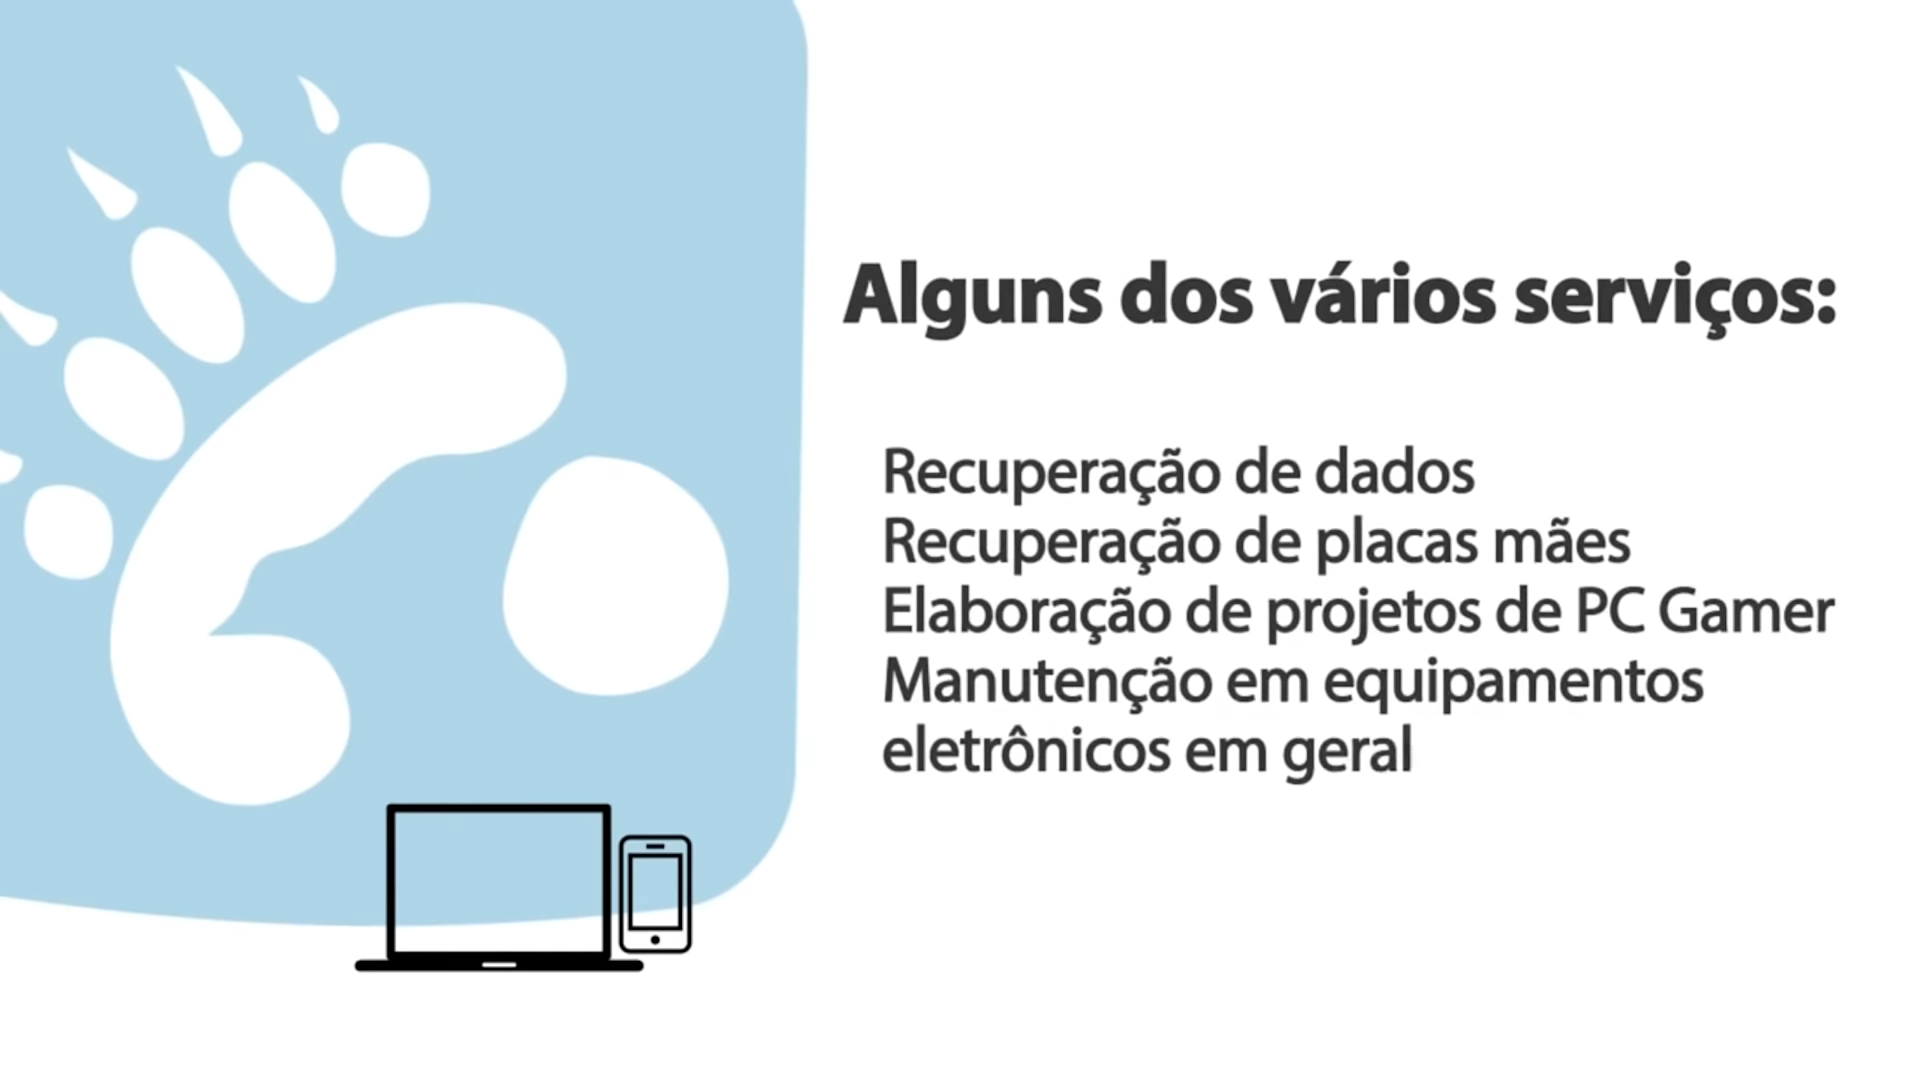 Alguns dos vários serviços:
Recuperação de dados
Recuperação de placas mães
Elaboração de projetos de PC Gamer
Manutenção em equipamentos
eletrônicos em geral